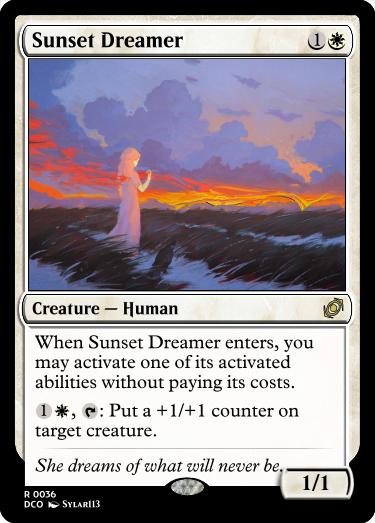 Sunset Dreamer 1
Creature — Human
When Sunset Dreamer enters, you
may activate one of its activated
abilities without paying its costs.
1, : Put a +1/+1 counter on
target creature.
She dreams of what will never be.
1/1
R 0036
DCO Sylar113